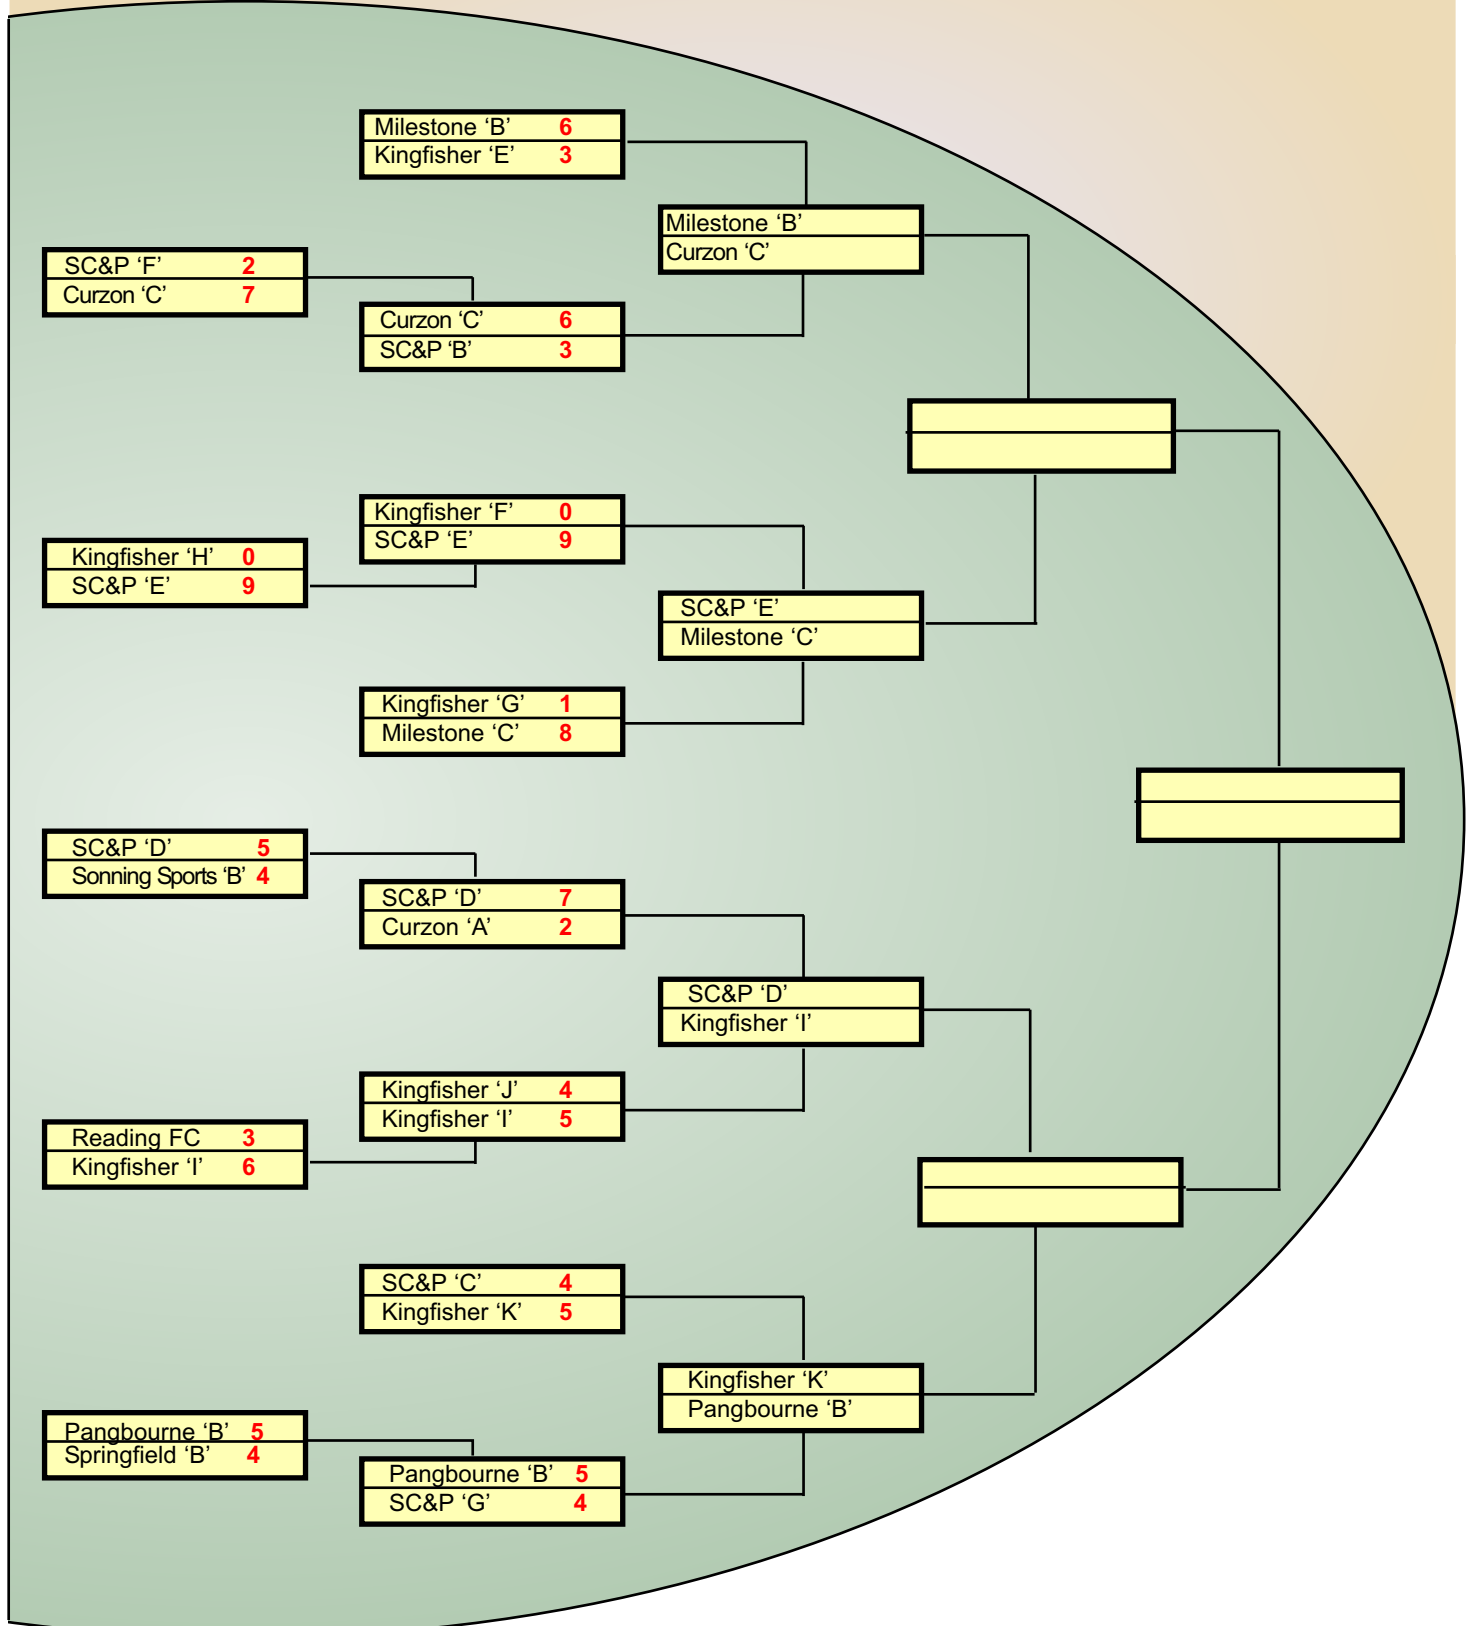 Milestone ‘B’ 6
Kingfisher ‘E’ 3
Milestone ‘B’
Curzon ‘C’
SC&P ‘F’ 2
Curzon ‘C’ 7
Curzon ‘C’ 6
SC&P ‘B’ 3
Kingfisher ‘F’ 0
SC&P ‘E’ 9
Kingfisher ‘H’ 0
SC&P ‘E’ 9
SC&P ‘E’
Milestone ‘C’
Kingfisher ‘G’ 1
Milestone ‘C’ 8
SC&P ‘D’ 5
Sonning Sports ‘B’ 4
SC&P ‘D’ 7
Curzon ‘A’ 2
SC&P ‘D’
Kingfisher ‘I’
Kingfisher ‘J’ 4
Kingfisher ‘I’ 5
Reading FC 3
Kingfisher ‘I’ 6
SC&P ‘C’ 4
Kingfisher ‘K’ 5
Kingfisher ‘K’
Pangbourne ‘B’
Pangbourne ‘B’ 5
Springfield ‘B’ 4
Pangbourne ‘B’ 5
SC&P ‘G’ 4